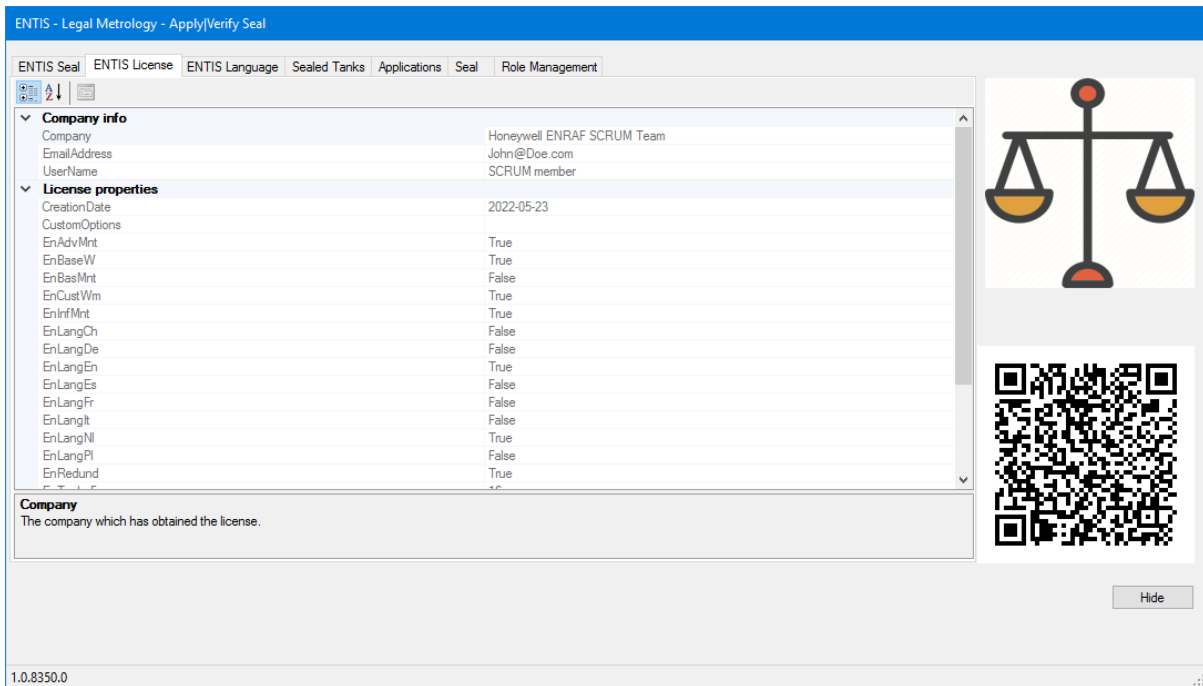 ENTIS - Legal Metrology - Apply|Verify Seal
ENTIS Seal ENTIS License ENTIS Language Sealed Tanks Applications Seal Role Management
Company info
Company Honeywell ENRAF SCRUM Team
EmailAddress John@Doe.com
UserName SCRUM member
License properties
CreationDate 2022-05-23
CustomOptions
EnAdvMnt True
EnBaseW True
EnBasMnt False
EnCustWm True
EnInfMnt True
EnLangCh False
EnLangDe False
EnLangEn True
EnLangEs False
EnLangFr False
EnLangIt False
EnLangNl True
EnLangPl False
EnRedund True
Company
The company which has obtained the license.
Hide
1.0.8350.0